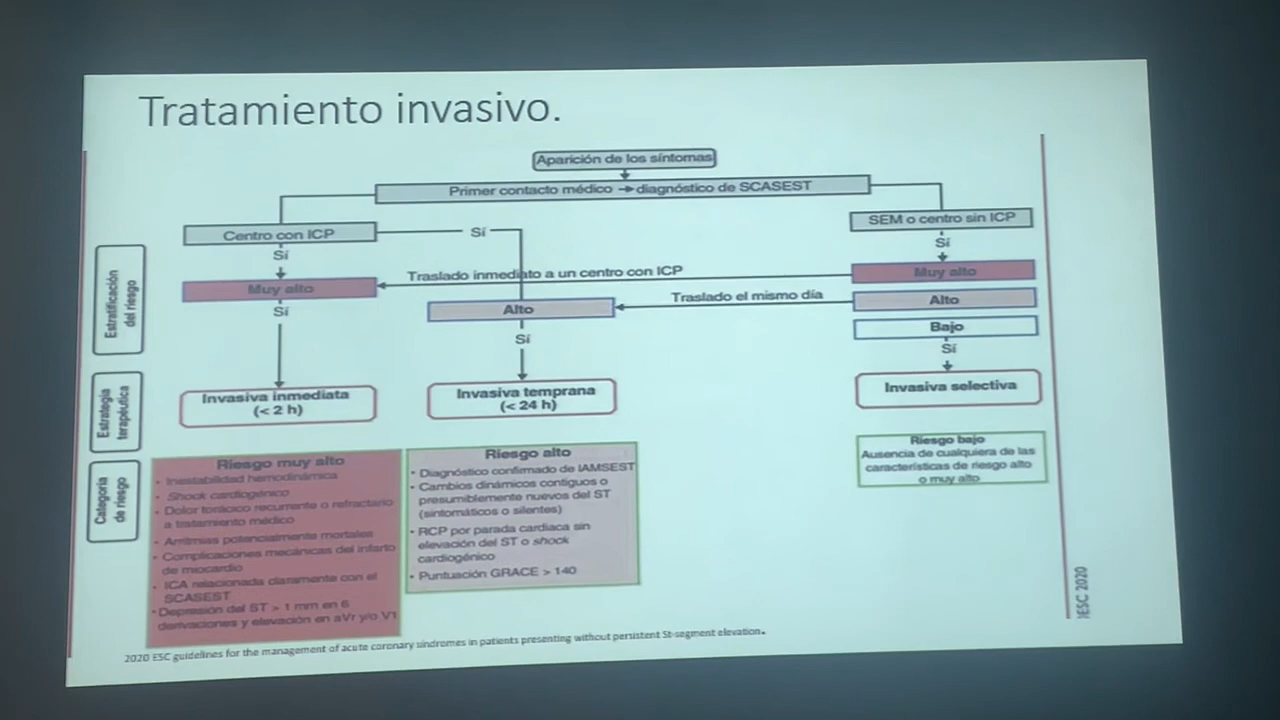 Tratamiento invasivo.
Aparición de los síntomas
Primer contacto médico → diagnóstico de SCASEST
Centro con ICP
Sí
SEM o centro sin ICP
Sí
Sí
Muy alto
Traslado inmediato a un centro con ICP
Muy alto
Sí
Alto
Traslado el mismo día
Alto
Bajo
Sí
Sí
Estratificación
del riesgo
Invasiva inmediata
(< 2 h)
Invasiva temprana
(< 24 h)
Invasiva selectiva
Estrategia
terapéutica
Categoría
de riesgo
Riesgo muy alto
• Inestabilidad hemodinámica
• Shock cardiogénico
• Dolor torácico recurrente o refractario
a tratamiento médico
• Arritmias potencialmente mortales
• Complicaciones mecánicas del infarto
de miocardio
• ICA relacionada claramente con el
SCASEST
• Depresión del ST > 1 mm en 6
derivaciones y elevación en aVr y/o V1
Riesgo alto
• Diagnóstico confirmado de IAMSEST
• Cambios dinámicos contiguos o
presumiblemente nuevos del ST
(sintomáticos o silentes)
• RCP por parada cardiaca sin
elevación del ST o shock
cardiogénico
• Puntuación GRACE > 140
Riesgo bajo
Ausencia de cualquiera de las
características de riesgo alto
o muy alto
2020 ESC guidelines for the management of acute coronary sindromes in patients presenting without persistent St-segment elevation.
ESC 2020